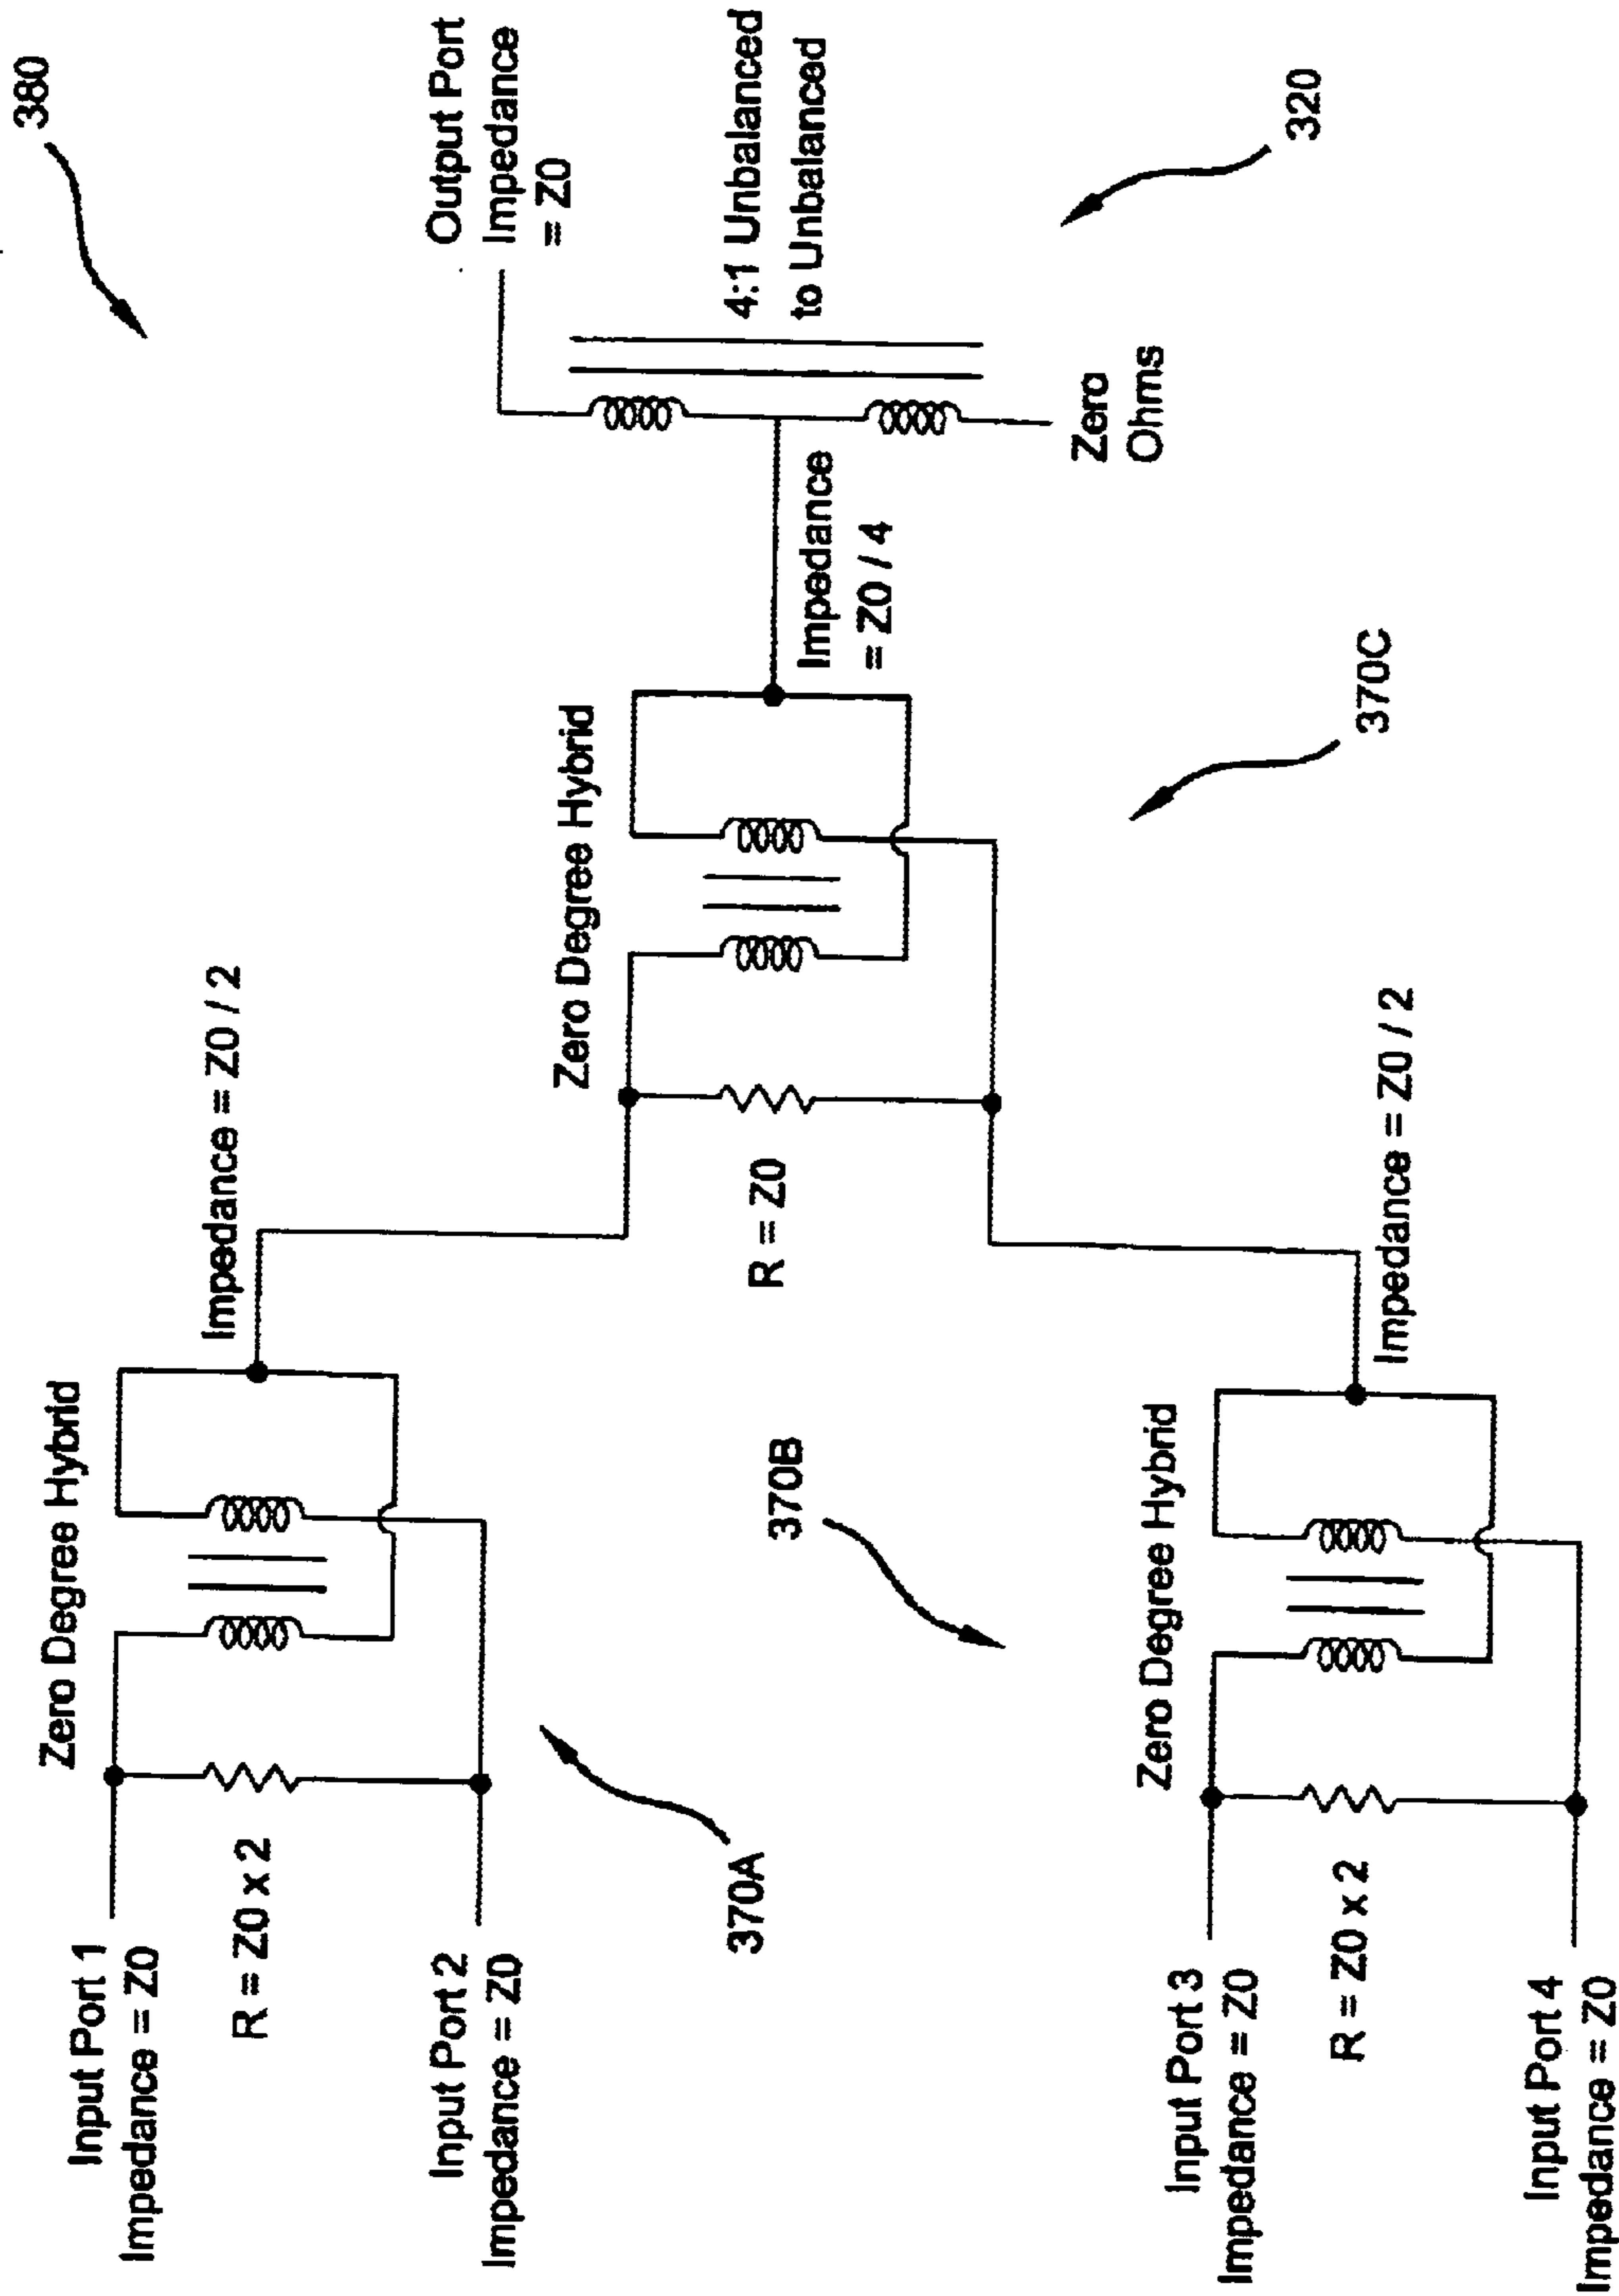 380
Output Port
Impedance
= Z0
4:1 Unbalanced
to Unbalanced
320
Zero
Ohms
Impedance
= Z0 / 4
Zero Degree Hybrid
370C
Impedance = Z0 / 2
R = Z0
Impedance = Z0 / 2
Zero Degree Hybrid
370B
Zero Degree Hybrid
Input Port 1
Impedance = Z0
R = Z0 x 2
Input Port 2
Impedance = Z0
370A
Input Port 3
Impedance = Z0
R = Z0 x 2
Input Port 4
Impedance = Z0